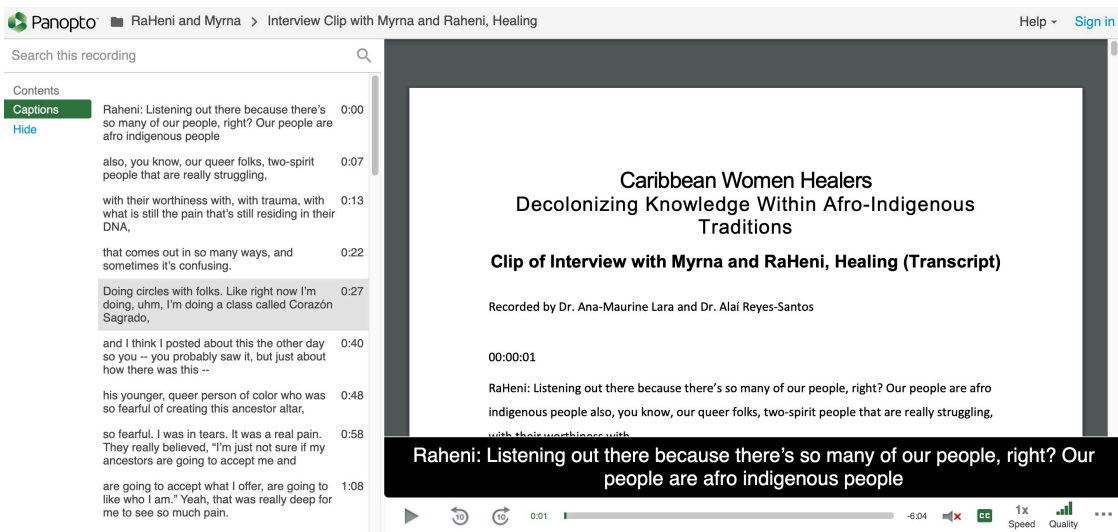 Panopto RaHeni and Myrna > Interview Clip with Myrna and Raheni, Healing Help Sign in
Search this recording
Contents
Captions
Hide
Raheni: Listening out there because there's 0:00
so many of our people, right? Our people are
afro indigenous people
also, you know, our queer folks, two-spirit 0:07
people that are really struggling,
with their worthiness with, with trauma, with 0:13
what is still the pain that's still residing in their
DNA,
that comes out in so many ways, and 0:22
sometimes it's confusing.
Doing circles with folks. Like right now I'm 0:27
doing, uhm, I'm doing a class called Corazón
Sagrado,
and I think I posted about this the other day 0:40
so you -- you probably saw it, but just about
how there was this --
his younger, queer person of color who was 0:48
so fearful of creating this ancestor altar,
so fearful. I was in tears. It was a real pain. 0:58
They really believed, "I'm just not sure if my
ancestors are going to accept me and
are going to accept what I offer, are going to 1:08
like who I am." Yeah, that was really deep for
me to see so much pain.
Caribbean Women Healers
Decolonizing Knowledge Within Afro-Indigenous
Traditions
Clip of Interview with Myrna and RaHeni, Healing (Transcript)
Recorded by Dr. Ana-Maurine Lara and Dr. Alaí Reyes-Santos
00:00:01
RaHeni: Listening out there because there's so many of our people, right? Our people are afro
indigenous people also, you know, our queer folks, two-spirit people that are really struggling,
with their worthiness with
Raheni: Listening out there because there's so many of our people, right? Our
people are afro indigenous people
10 10 0:01 -6:04 CC 1x
Speed Quality